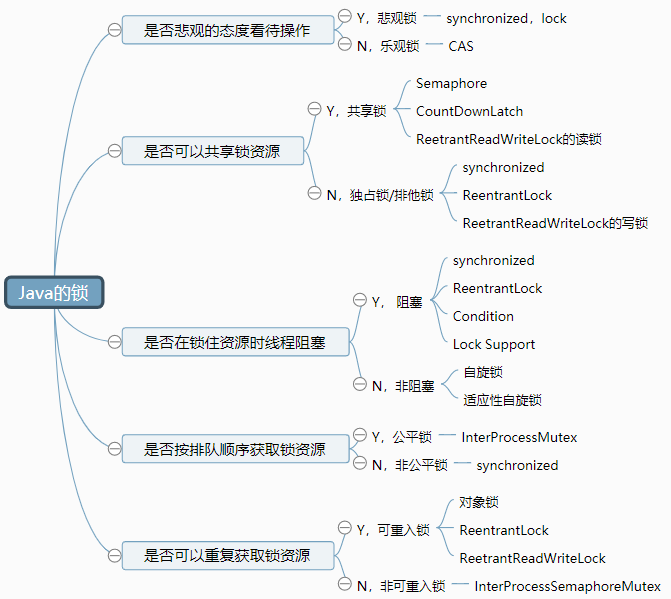 Java的锁
是否悲观的态度看待操作
Y，悲观锁
synchronized，lock
N，乐观锁
CAS
是否可以共享锁资源
Y，共享锁
Semaphore
CountDownLatch
ReetrantReadWriteLock的读锁
N，独占锁/排他锁
synchronized
ReentrantLock
ReetrantReadWriteLock的写锁
是否在锁住资源时线程阻塞
Y， 阻塞
synchronized
ReentrantLock
Condition
Lock Support
N，非阻塞
自旋锁
适应性自旋锁
是否按排队顺序获取锁资源
Y，公平锁
InterProcessMutex
N，非公平锁
synchronized
是否可以重复获取锁资源
Y，可重入锁
对象锁
ReentrantLock
ReetrantReadWriteLock
N，非可重入锁
InterProcessSemaphoreMutex